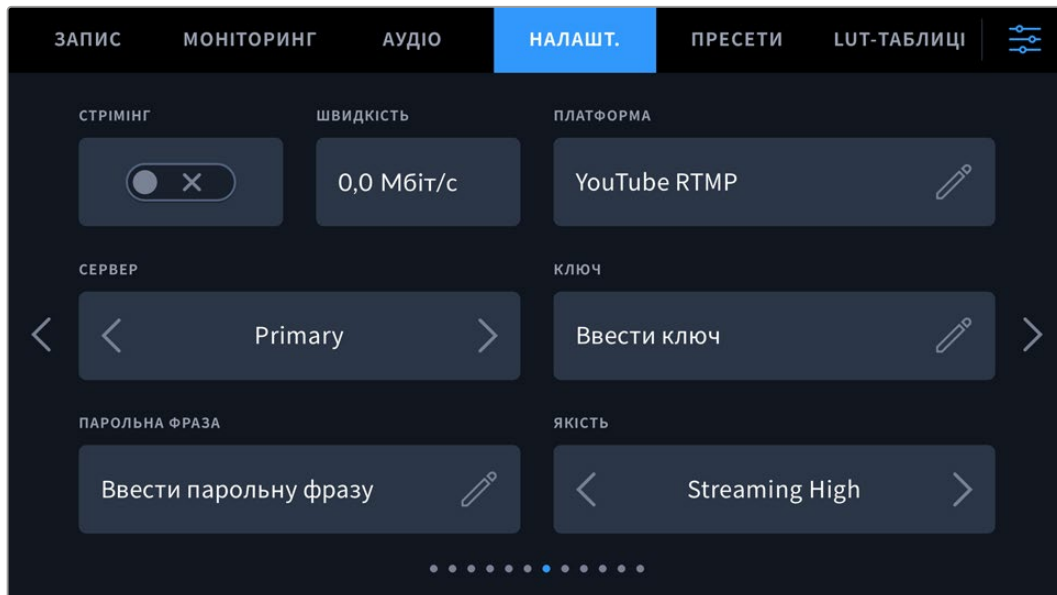 ЗАПИС МОНІТОРИНГ АУДІО НАЛАШТ. ПРЕСЕТИ LUT-ТАБЛИЦІ
СТРІМІНГ ШВИДКІСТЬ ПЛАТФОРМА
0,0 Мбіт/с YouTube RTMP
СЕРВЕР КЛЮЧ
Primary Ввести ключ
ПАРОЛЬНА ФРАЗА ЯКІСТЬ
Ввести парольну фразу Streaming High